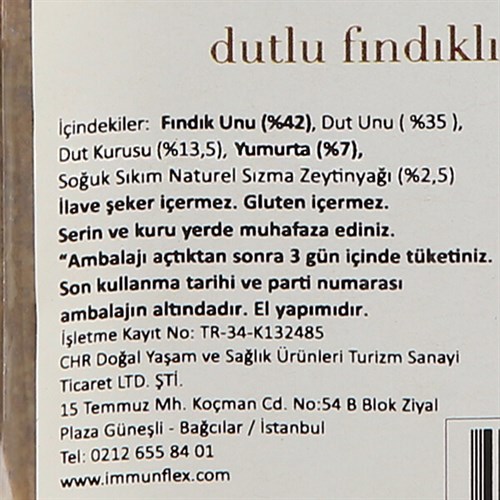 dutlu fındıklı
İçindekiler: Fındık Unu (%42), Dut Unu ( %35 ),
Dut Kurusu (%13,5), Yumurta (%7),
Soğuk Sıkım Naturel Sızma Zeytinyağı (%2,5)
İlave şeker içermez. Gluten içermez.
Serin ve kuru yerde muhafaza ediniz.
“Ambalajı açtıktan sonra 3 gün içinde tüketiniz.
Son kullanma tarihi ve parti numarası
ambalajın altındadır. El yapımıdır.
İşletme Kayıt No: TR-34-K132485
CHR Doğal Yaşam ve Sağlık Ürünleri Turizm Sanayi
Ticaret LTD. ŞTİ.
15 Temmuz Mh. Koçman Cd. No:54 B Blok Ziyal
Plaza Güneşli - Bağcılar / İstanbul
Tel: 0212 655 84 01
www.immunflex.com